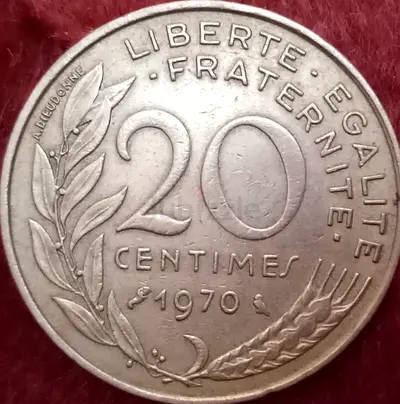 LIBERTE · EGALITE
· FRATERNITE ·
A.DIEUDONNE
20
CENTIMES
1970